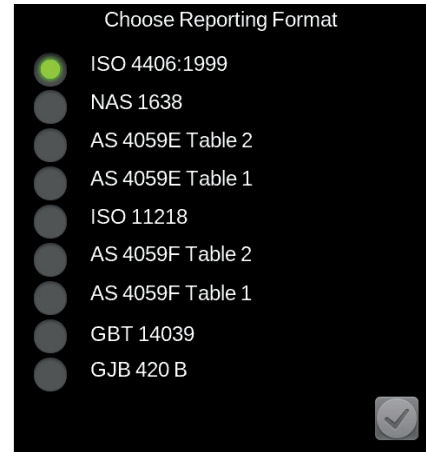 Choose Reporting Format
ISO 4406:1999
NAS 1638
AS 4059E Table 2
AS 4059E Table 1
ISO 11218
AS 4059F Table 2
AS 4059F Table 1
GBT 14039
GJB 420 B